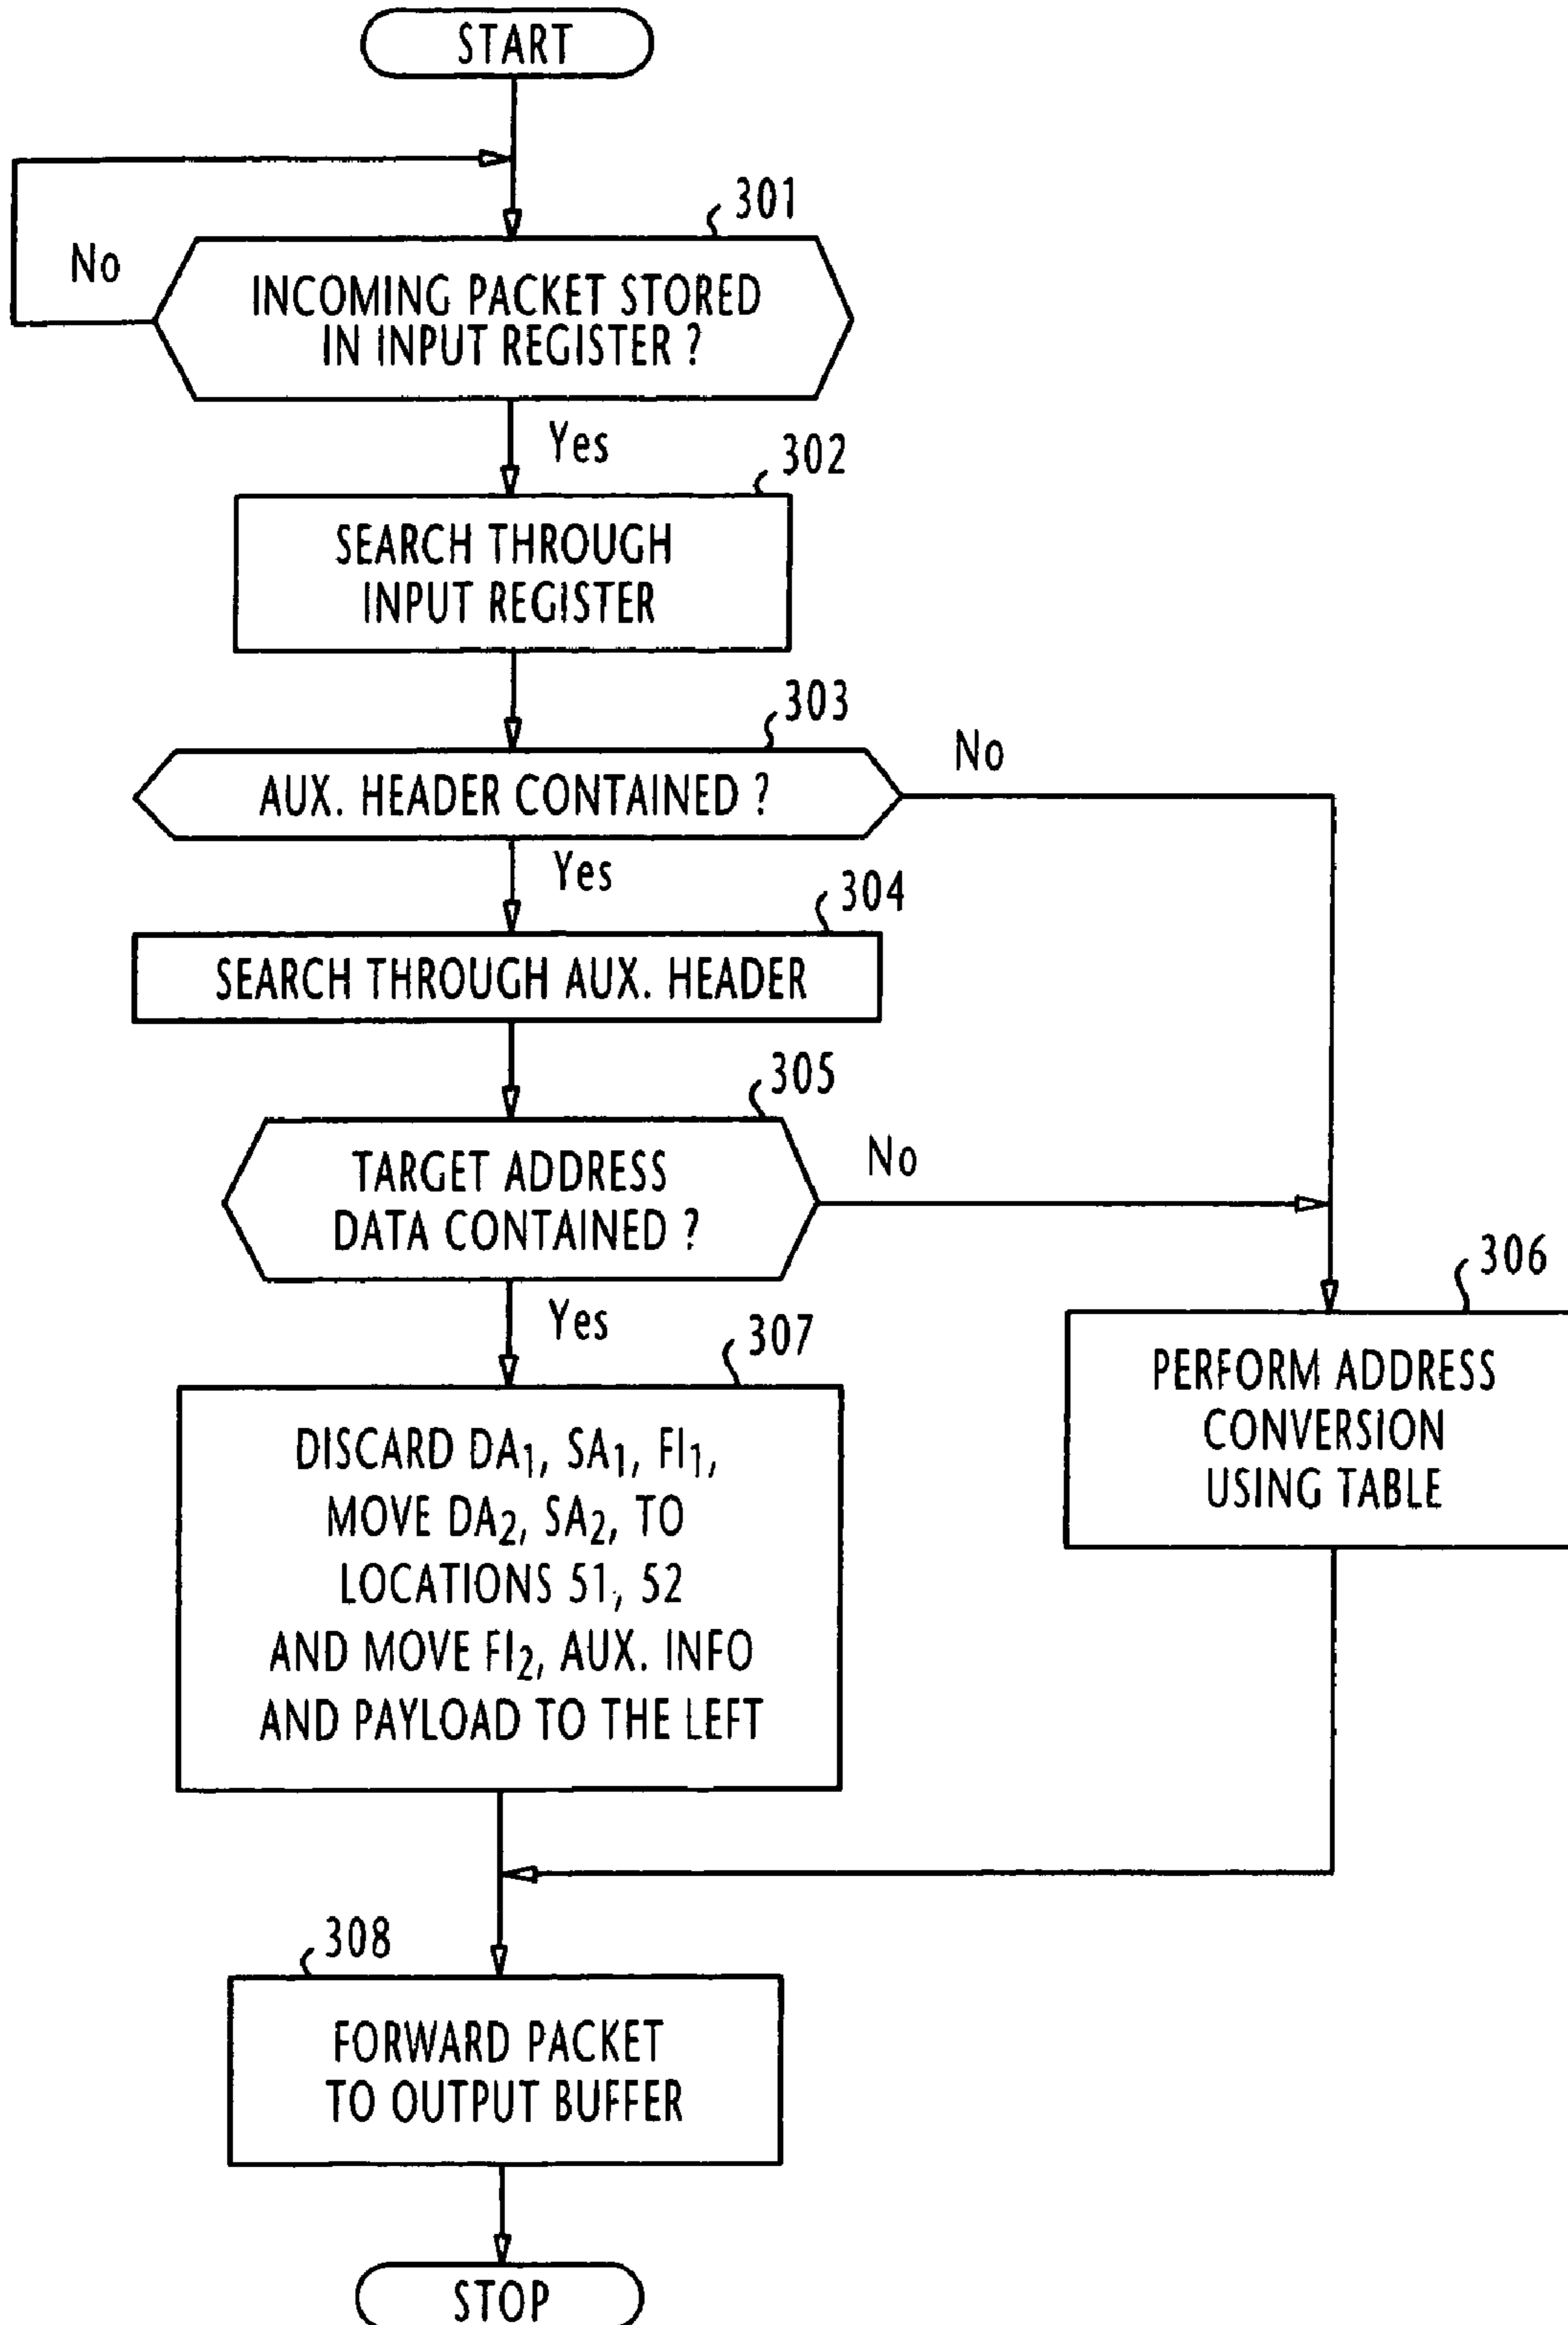 START
301
No
INCOMING PACKET STORED
IN INPUT REGISTER ?
Yes
302
SEARCH THROUGH
INPUT REGISTER
303
No
AUX. HEADER CONTAINED ?
Yes
304
SEARCH THROUGH AUX. HEADER
305
TARGET ADDRESS
DATA CONTAINED ?
No
306
Yes
307
PERFORM ADDRESS
CONVERSION
USING TABLE
DISCARD DA₁, SA₁, FI₁,
MOVE DA₂, SA₂, TO
LOCATIONS 51, 52
AND MOVE FI₂, AUX. INFO
AND PAYLOAD TO THE LEFT
308
FORWARD PACKET
TO OUTPUT BUFFER
STOP